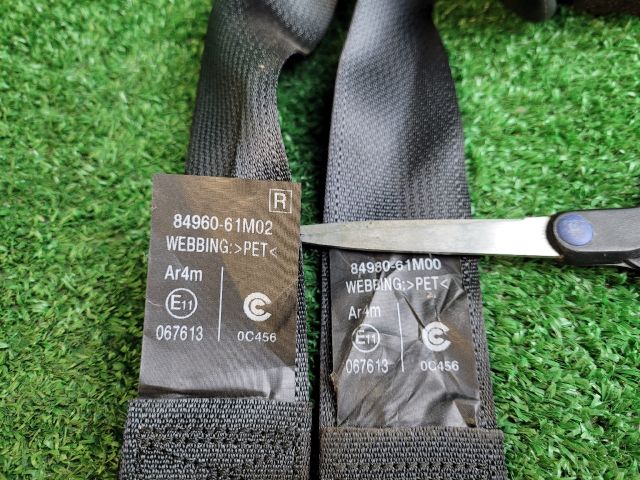 R
84960-61M02
WEBBING:>PET<
Ar4m
E11
067613
0C456
84980-61M00
WEBBING:>PET<
Ar4m
E11
067613
0C456